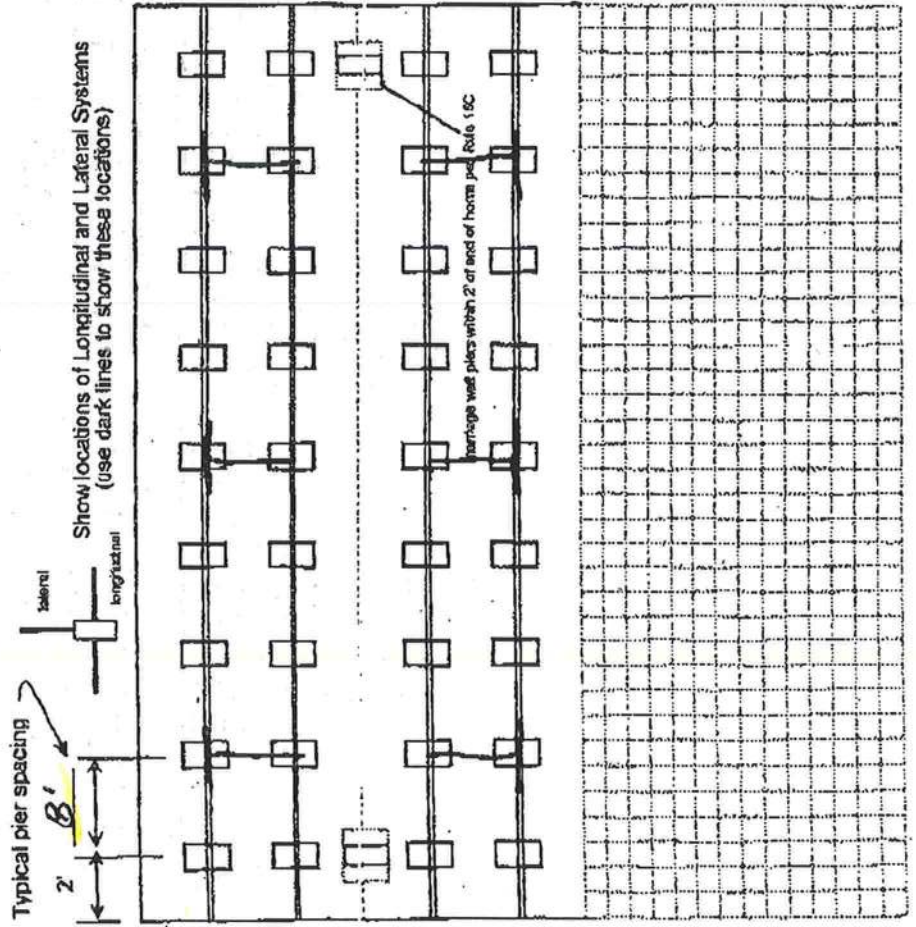 Typical pier spacing
2'
8'
lateral
longitudinal
Show locations of Longitudinal and Lateral Systems
(use dark lines to show these locations)
marriage wall piers within 2' of end of home per Rule 15C